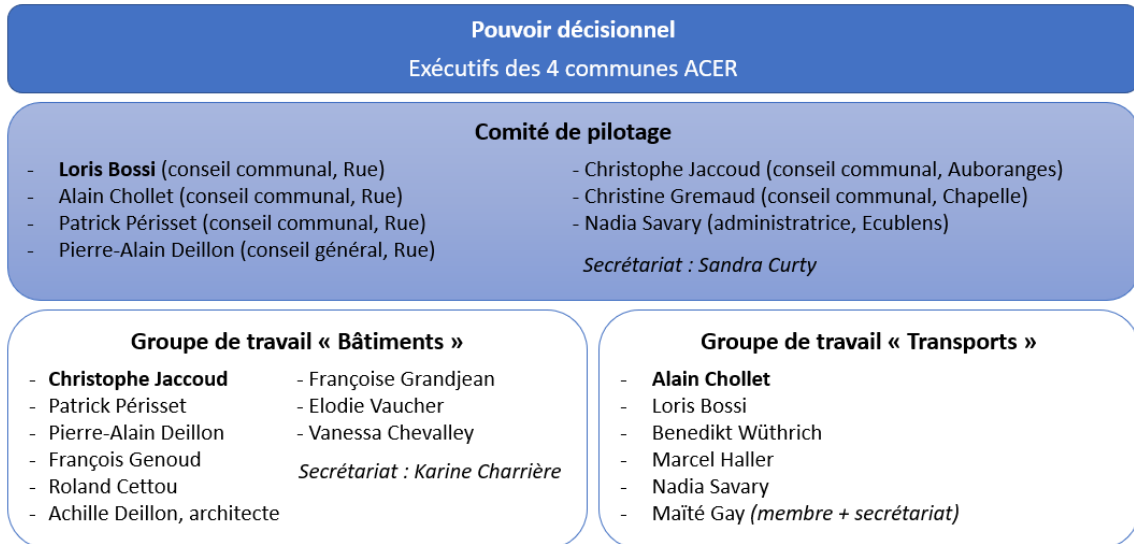 Pouvoir décisionnel
Exécutifs des 4 communes ACER
Comité de pilotage
- Loris Bossi (conseil communal, Rue)
- Alain Chollet (conseil communal, Rue)
- Patrick Périsset (conseil communal, Rue)
- Pierre-Alain Deillon (conseil général, Rue)
- Christophe Jaccoud (conseil communal, Auboranges)
- Christine Gremaud (conseil communal, Chapelle)
- Nadia Savary (administratrice, Ecublens)
Secrétariat : Sandra Curty
Groupe de travail « Bâtiments »
- Christophe Jaccoud
- Patrick Périsset
- Pierre-Alain Deillon
- François Genoud
- Roland Cettou
- Achille Deillon, architecte
- Françoise Grandjean
- Elodie Vaucher
- Vanessa Chevalley
Secrétariat : Karine Charrière
Groupe de travail « Transports »
- Alain Chollet
- Loris Bossi
- Benedikt Wüthrich
- Marcel Haller
- Nadia Savary
- Maïté Gay (membre + secrétariat)